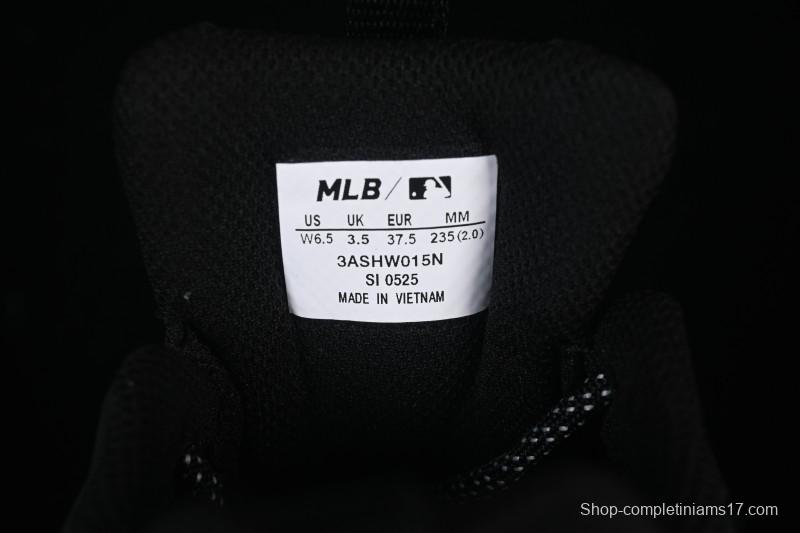 MLB/
US UK EUR MM
W6.5 3.5 37.5 235(2.0)
3ASHW015N
SI 0525
MADE IN VIETNAM
Shop-completiniams17.com